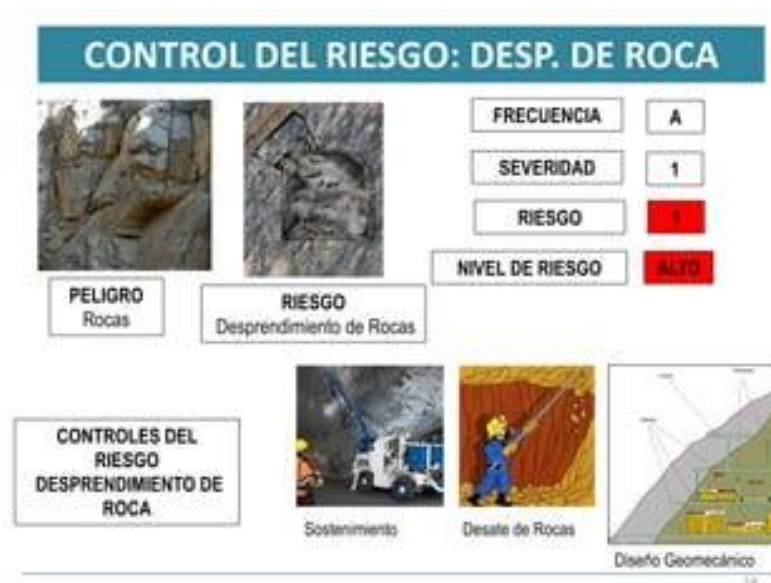 CONTROL DEL RIESGO: DESP. DE ROCA
FRECUENCIA A
SEVERIDAD 1
RIESGO 1
NIVEL DE RIESGO ALTO
PELIGRO
Rocas
RIESGO
Desprendimiento de Rocas
CONTROLES DEL
RIESGO
DESPRENDIMIENTO DE
ROCA
Sostenimiento
Desate de Rocas
Diseño Geomecánico